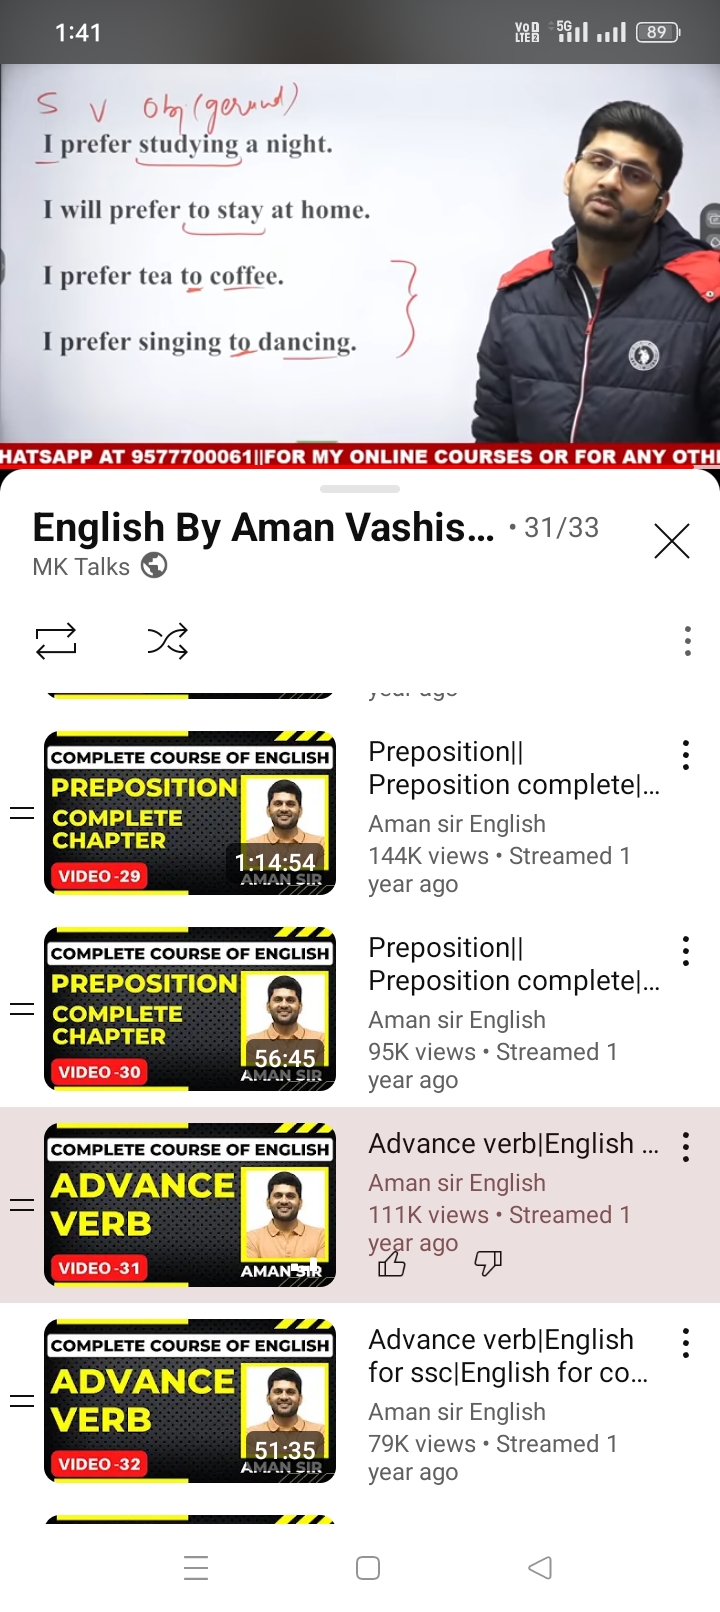 1:41
Vo LTE2 5G 89
S V Obj (gerund)
I prefer studying a night.
I will prefer to stay at home.
I prefer tea to coffee.
I prefer singing to dancing.
HATSAPP AT 9577700061||FOR MY ONLINE COURSES OR FOR ANY OTH
English By Aman Vashis... • 31/33
MK Talks
year ago
COMPLETE COURSE OF ENGLISH
PREPOSITION
COMPLETE
CHAPTER
VIDEO -29
1:14:54
AMAN SIR
Preposition||
Preposition complete|...
Aman sir English
144K views • Streamed 1
year ago
COMPLETE COURSE OF ENGLISH
PREPOSITION
COMPLETE
CHAPTER
VIDEO -30
56:45
AMAN SIR
Preposition||
Preposition complete|...
Aman sir English
95K views • Streamed 1
year ago
COMPLETE COURSE OF ENGLISH
ADVANCE
VERB
VIDEO -31
AMAN SIR
Advance verb|English ...
Aman sir English
111K views • Streamed 1
year ago
COMPLETE COURSE OF ENGLISH
ADVANCE
VERB
VIDEO -32
51:35
AMAN SIR
Advance verb|English
for ssc|English for co...
Aman sir English
79K views • Streamed 1
year ago